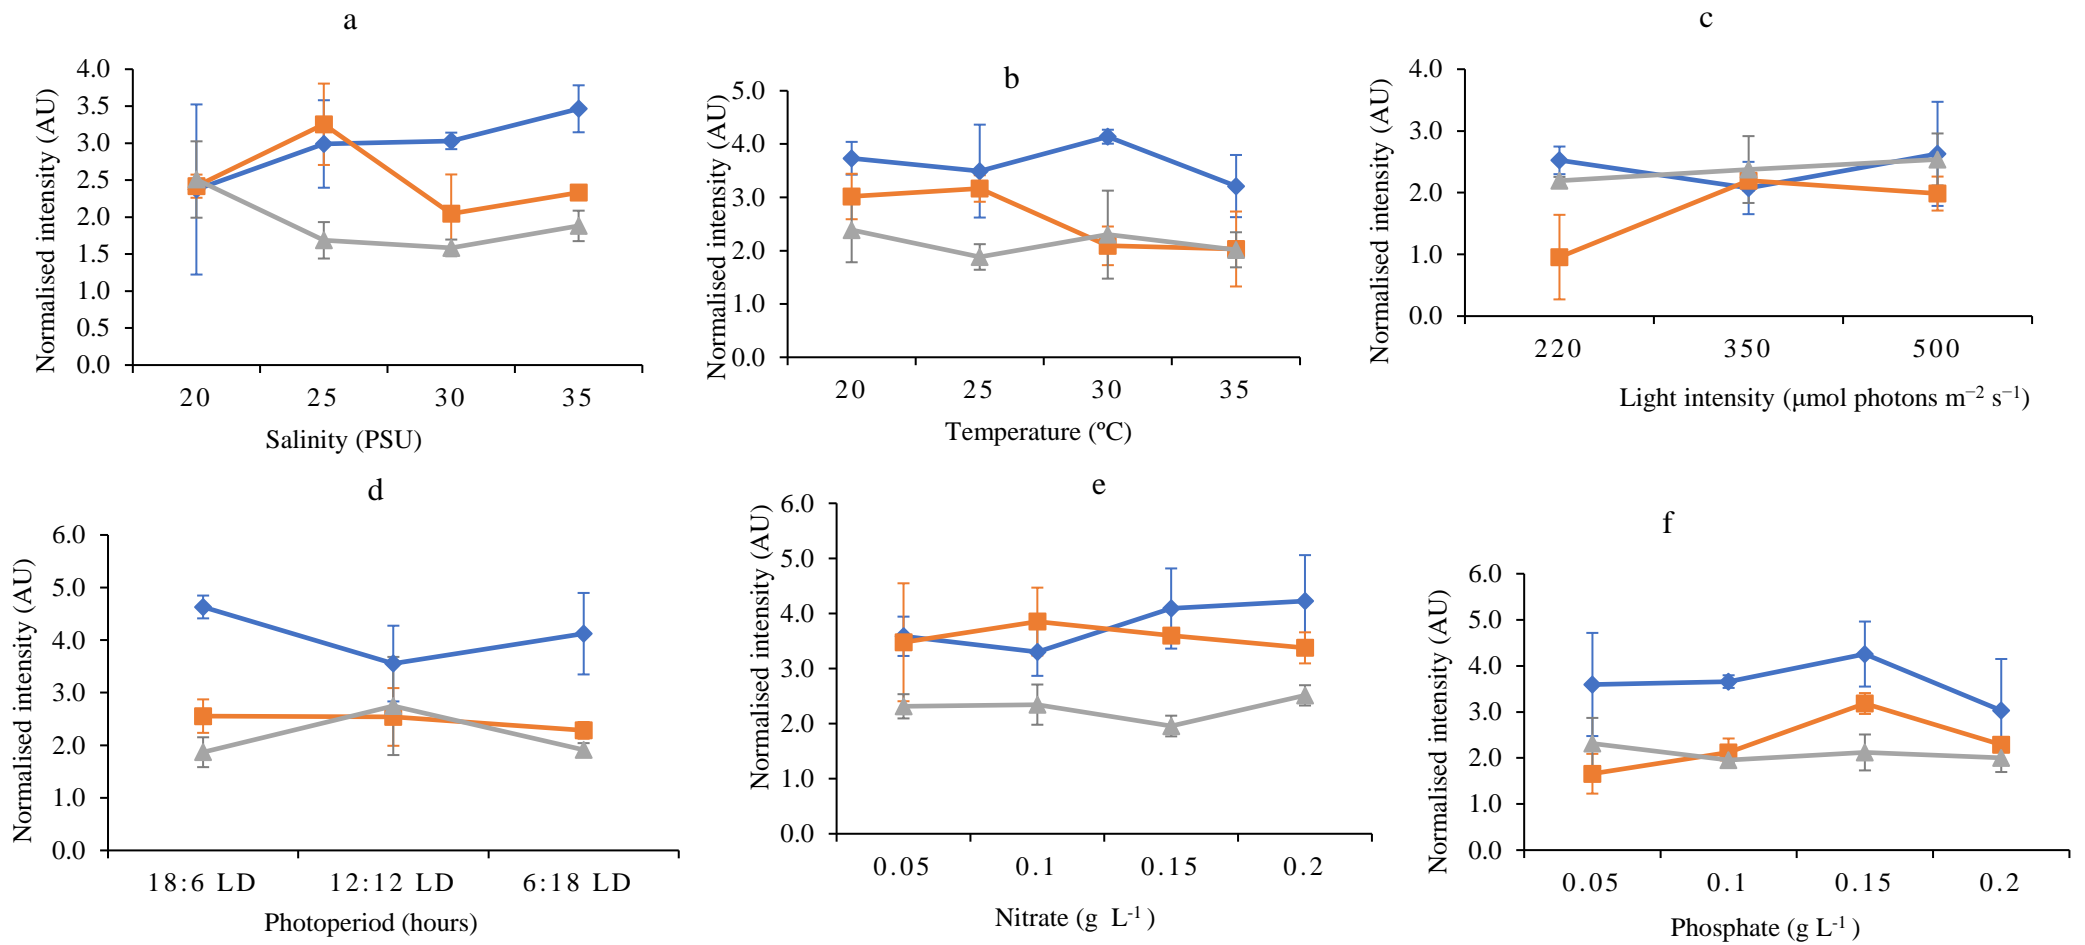 a
Normalised intensity (AU)
4.0
3.5
3.0
2.5
2.0
1.5
1.0
0.5
0.0
20 25 30 35
Salinity (PSU)
b
Normalised intensity (AU)
5.0
4.0
3.0
2.0
1.0
0.0
20 25 30 35
Temperature (ºC)
c
Normalised intensity (AU)
4.0
3.0
2.0
1.0
0.0
220 350 500
Light intensity (μmol photons m⁻² s⁻¹)
d
Normalised intensity (AU)
6.0
5.0
4.0
3.0
2.0
1.0
0.0
18:6 LD 12:12 LD 6:18 LD
Photoperiod (hours)
e
Normalised intensity (AU)
6.0
5.0
4.0
3.0
2.0
1.0
0.0
0.05 0.1 0.15 0.2
Nitrate (g L⁻¹ )
f
Normalised intensity (AU)
6.0
5.0
4.0
3.0
2.0
1.0
0.0
0.05 0.1 0.15 0.2
Phosphate (g L⁻¹ )